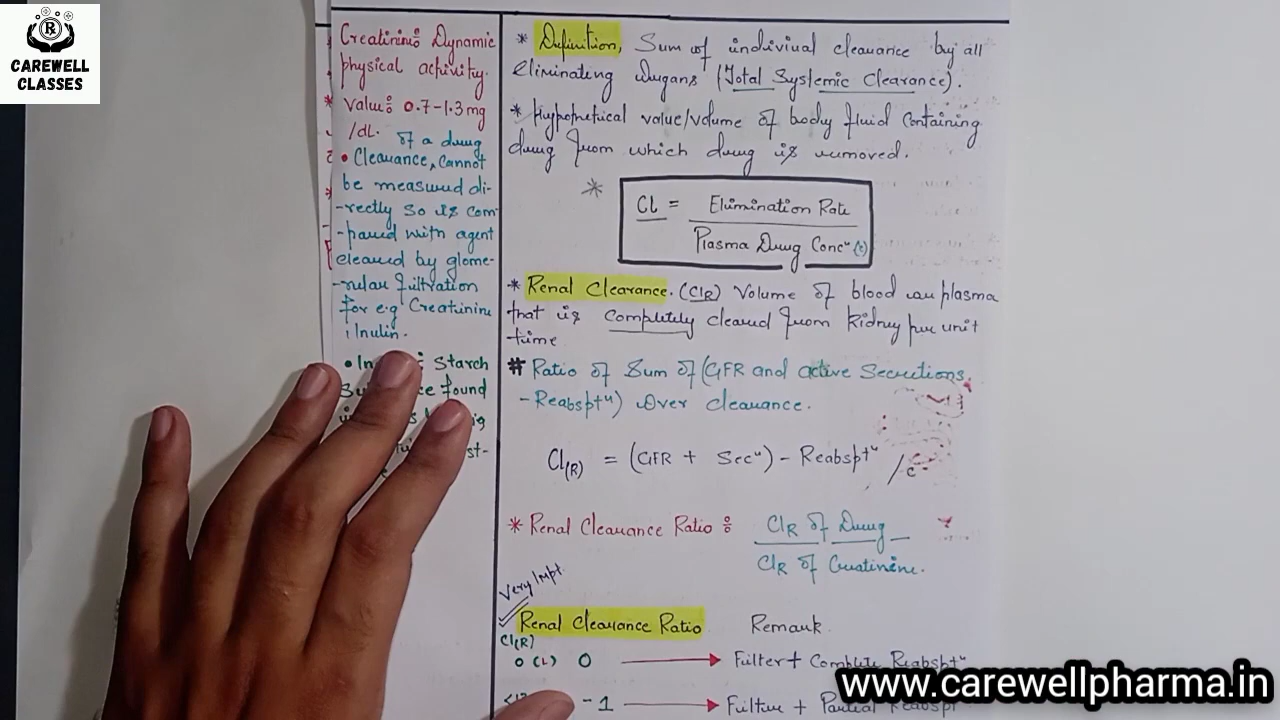 CAREWELL
CLASSES
Creatinine: Dynamic
physical activity.
* Value: 0.7-1.3 mg
/dL.
of a drug
• Clearance, cannot
be measured di-
-rectly so is com
-pared with agent
cleared by glome-
-rular filtration
for e.g Creatinine
, Inulin.
• In : Starch
found
* Definition, Sum of indiviual clearance by all
eliminating organs (Total Systemic Clearance).
* Hypothetical value/volume of body fluid containing
drug from which drug is removed.
* Cl = Elimination Rate
Plasma Drug Concⁿ (c)
* Renal Clearance. (ClR) Volume of blood or plasma
that is completely cleared from kidney per unit
time
# Ratio of Sum of (GFR and active Secretions
-Reabsptⁿ) over clearance.
Cl(R) = (GFR + Secⁿ) - Reabsptⁿ /c
* Renal Clearance Ratio: ClR of Drug
ClR of Creatinine.
Very Impt.
Renal Clearance Ratio Remark
Cl(R)
0 (L) 0 Filter + Complete Reabsptⁿ
- 1 Filter + Partial Reabspt
www.carewellpharma.in